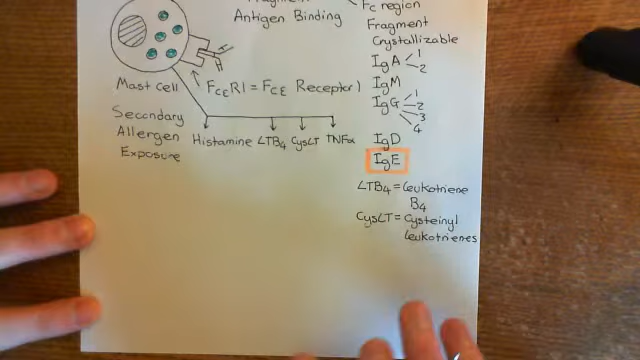 Antigen Binding
Fc region
Fragment
Crystallizable
IgA 1
2
IgM
IgG 1
2
3
4
IgD
IgE
Mast Cell
FcεRI = Fcε Receptor 1
Secondary
Allergen
Exposure
Histamine LTB4 CysLT TNFα
LTB4 = Leukotriene
B4
CysLT = Cysteinyl
Leukotrienes